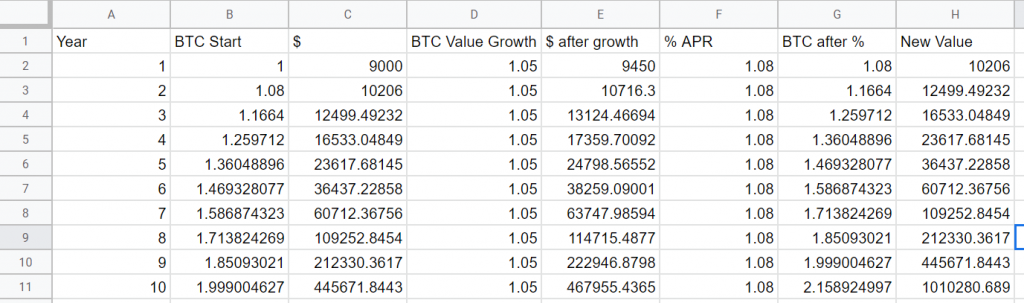 A B C D E F G H
1 Year BTC Start $ BTC Value Growth $ after growth % APR BTC after % New Value
2 1 1 9000 1.05 9450 1.08 1.08 10206
3 2 1.08 10206 1.05 10716.3 1.08 1.1664 12499.49232
4 3 1.1664 12499.49232 1.05 13124.46694 1.08 1.259712 16533.04849
5 4 1.259712 16533.04849 1.05 17359.70092 1.08 1.36048896 23617.68145
6 5 1.36048896 23617.68145 1.05 24798.56552 1.08 1.469328077 36437.22858
7 6 1.469328077 36437.22858 1.05 38259.09001 1.08 1.586874323 60712.36756
8 7 1.586874323 60712.36756 1.05 63747.98594 1.08 1.713824269 109252.8454
9 8 1.713824269 109252.8454 1.05 114715.4877 1.08 1.85093021 212330.3617
10 9 1.85093021 212330.3617 1.05 222946.8798 1.08 1.999004627 445671.8443
11 10 1.999004627 445671.8443 1.05 467955.4365 1.08 2.158924997 1010280.689